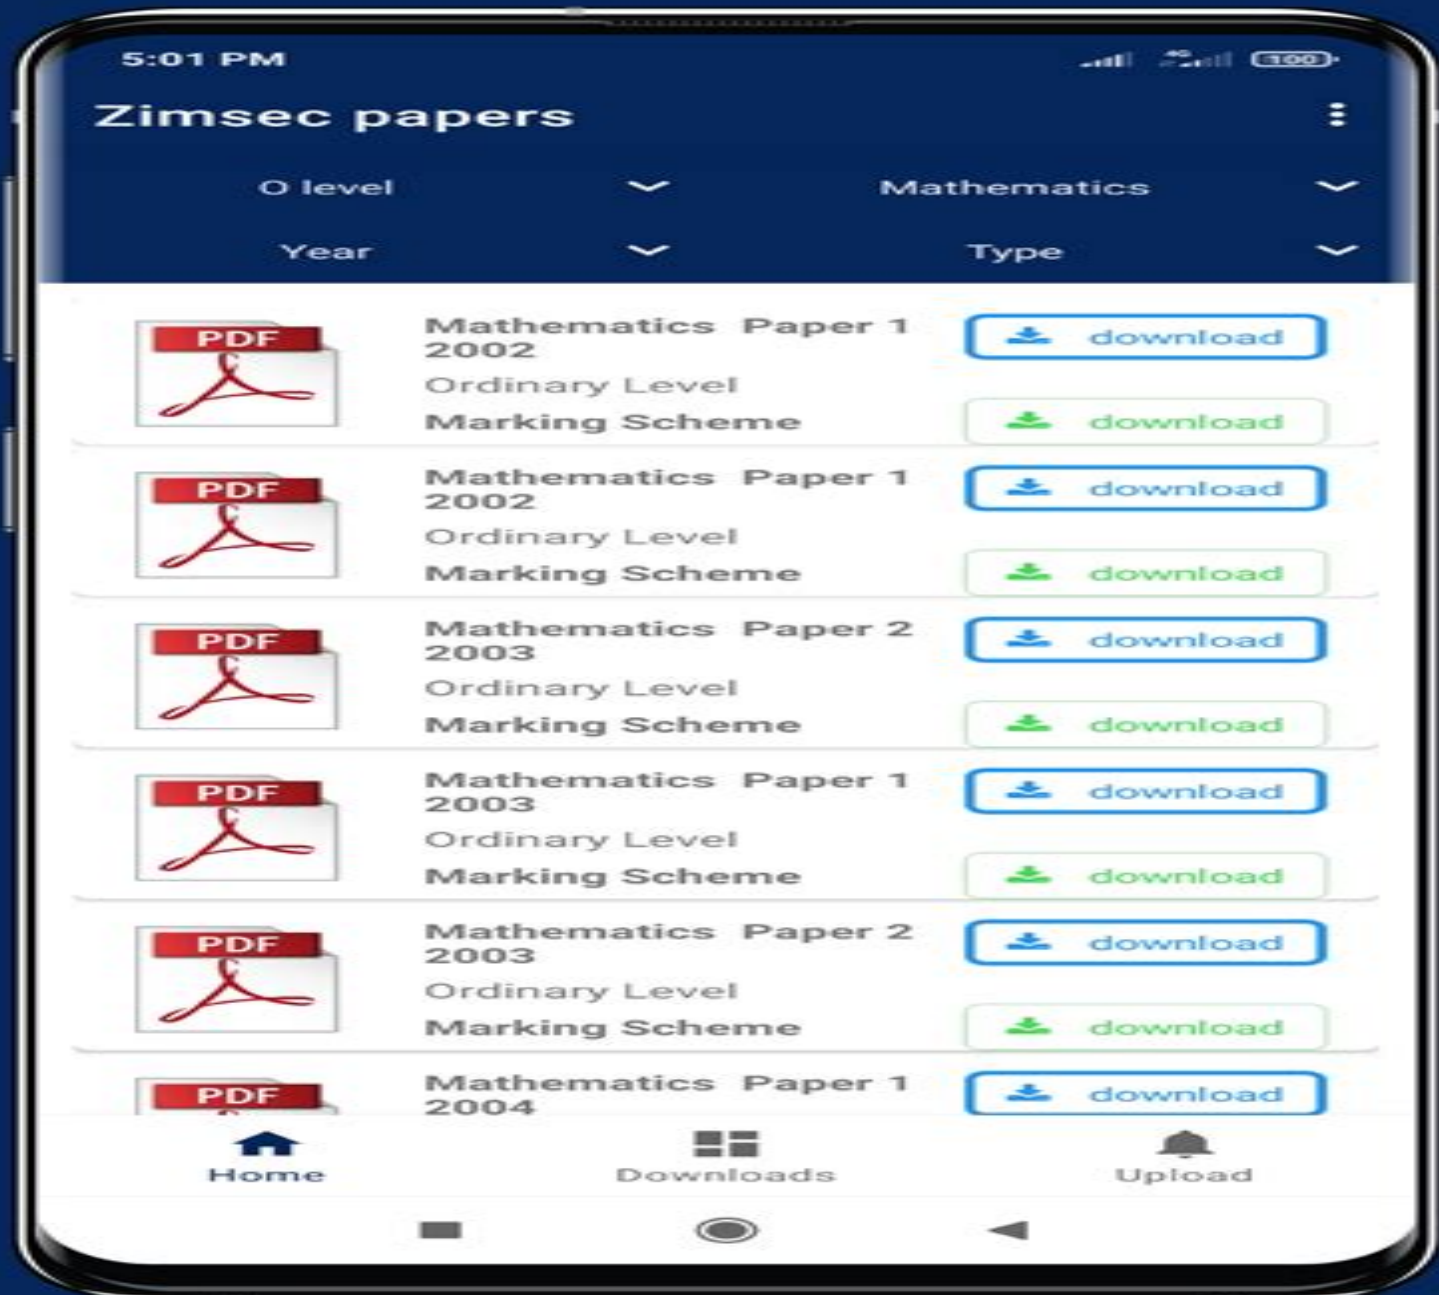 5:01 PM
4G
100
Zimsec papers
O level
Mathematics
Year
Type
PDF
Mathematics Paper 1
2002
download
Ordinary Level
Marking Scheme
download
PDF
Mathematics Paper 1
2002
download
Ordinary Level
Marking Scheme
download
PDF
Mathematics Paper 2
2003
download
Ordinary Level
Marking Scheme
download
PDF
Mathematics Paper 1
2003
download
Ordinary Level
Marking Scheme
download
PDF
Mathematics Paper 2
2003
download
Ordinary Level
Marking Scheme
download
PDF
Mathematics Paper 1
2004
download
Home
Downloads
Upload